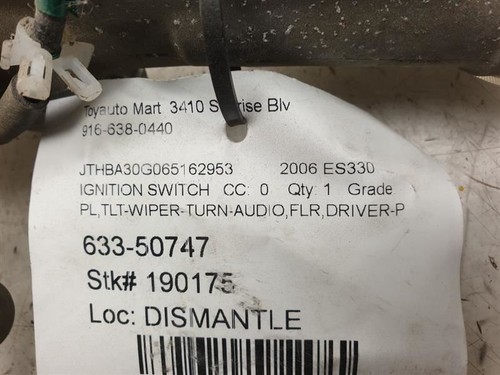 Toyauto Mart 3410 Blv
916-638-0440
JTHBA30G065162953 2006 ES330
IGNITION SWITCH CC: 0 Qty: 1 Grade
PL,TLT-WIPER-TURN-AUDIO,FLR,DRIVER-P
633-50747
Stk# 190175
Loc: DISMANTLE